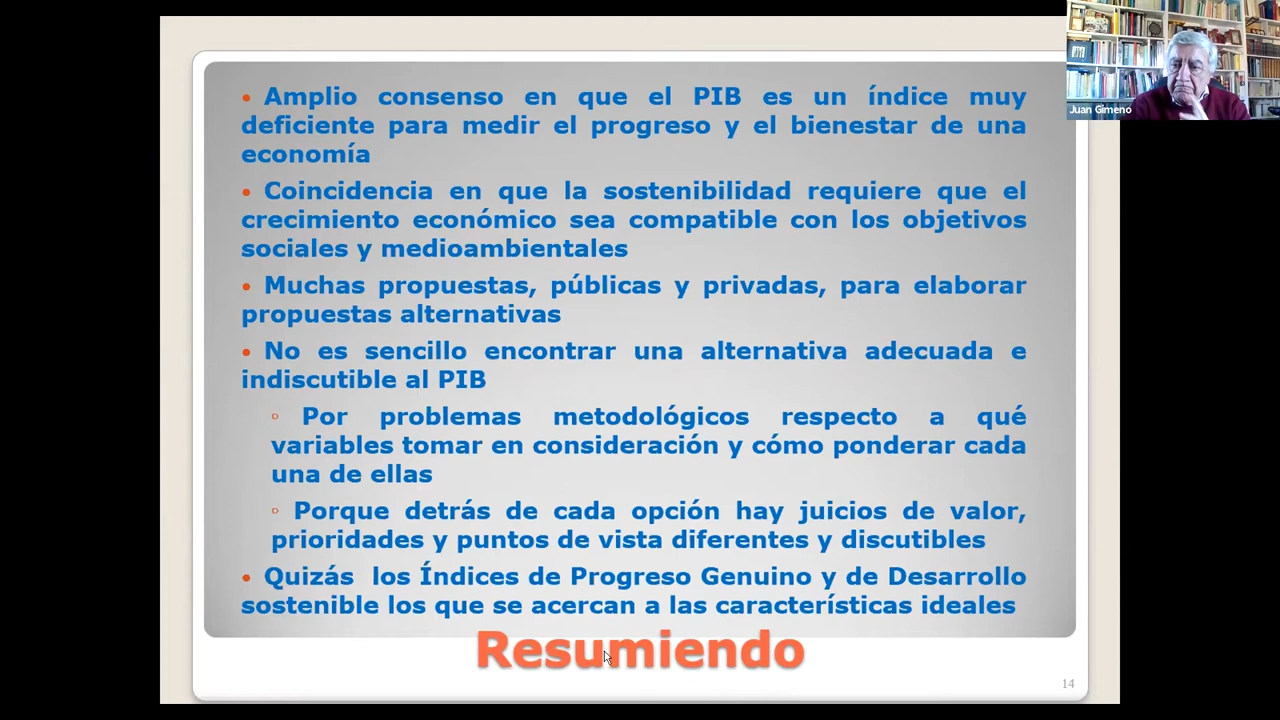 • Amplio consenso en que el PIB es un índice muy
deficiente para medir el progreso y el bienestar de una
economía
• Coincidencia en que la sostenibilidad requiere que el
crecimiento económico sea compatible con los objetivos
sociales y medioambientales
• Muchas propuestas, públicas y privadas, para elaborar
propuestas alternativas
• No es sencillo encontrar una alternativa adecuada e
indiscutible al PIB
◦ Por problemas metodológicos respecto a qué
variables tomar en consideración y cómo ponderar cada
una de ellas
◦ Porque detrás de cada opción hay juicios de valor,
prioridades y puntos de vista diferentes y discutibles
• Quizás los Índices de Progreso Genuino y de Desarrollo
sostenible los que se acercan a las características ideales
Resumiendo
14
Juan Gimeno